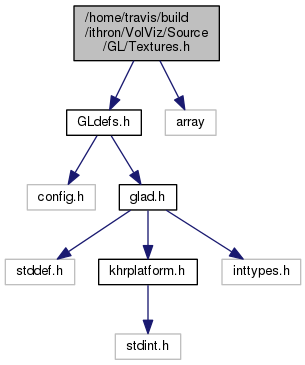 /home/travis/build
/ithron/VolViz/Source
/GL/Textures.h
GLdefs.h
array
config.h
glad.h
stddef.h
khrplatform.h
inttypes.h
stdint.h